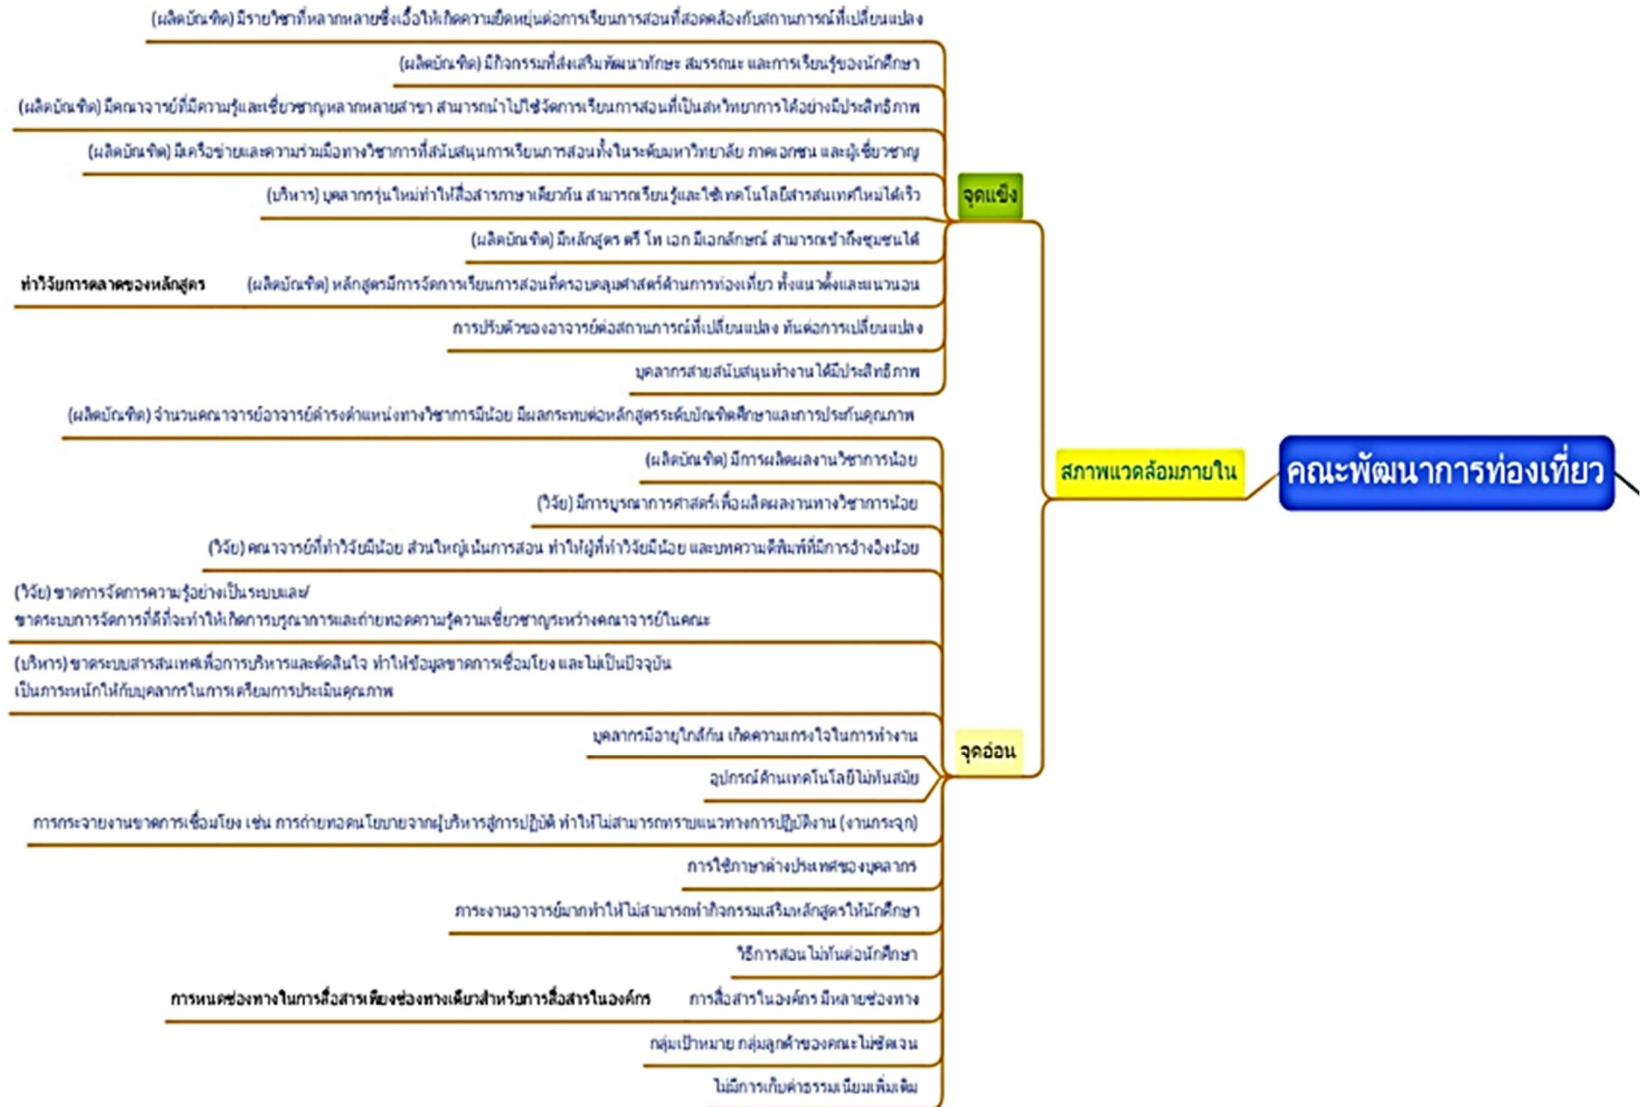 (ผลิตบัณฑิต) มีรายวิชาที่หลากหลายซึ่งเอื้อให้เกิดความยืดหยุ่นต่อการเรียนการสอนที่สอดคล้องกับสถานการณ์ที่เปลี่ยนแปลง
(ผลิตบัณฑิต) มีกิจกรรมที่ส่งเสริมพัฒนาทักษะ สมรรถนะ และการเรียนรู้ของนักศึกษา
(ผลิตบัณฑิต) มีคณาจารย์ที่มีความรู้และเชี่ยวชาญหลากหลายสาขา สามารถนำไปใช้จัดการเรียนการสอนที่เป็นสหวิทยาการได้อย่างมีประสิทธิภาพ
(ผลิตบัณฑิต) มีเครือข่ายและความร่วมมือทางวิชาการที่สนับสนุนการเรียนการสอนทั้งในระดับมหาวิทยาลัย ภาคเอกชน และผู้เชี่ยวชาญ
(บริหาร) บุคลากรรุ่นใหม่ทำให้สื่อสารภาษาเดียวกัน สามารถเรียนรู้และใช้เทคโนโลยีสารสนเทศใหม่ได้เร็ว
จุดแข็ง
(ผลิตบัณฑิต) มีหลักสูตร ตรี โท เอก มีเอกลักษณ์ สามารถเข้าถึงชุมชนได้
ทำวิจัยการตลาดของหลักสูตร (ผลิตบัณฑิต) หลักสูตรมีการจัดการเรียนการสอนที่ครอบคลุมศาสตร์ด้านการท่องเที่ยว ทั้งแนวตั้งและแนวนอน
การปรับตัวของอาจารย์ต่อสถานการณ์ที่เปลี่ยนแปลง ทันต่อการเปลี่ยนแปลง
บุคลากรสายสนับสนุนทำงานได้มีประสิทธิภาพ
(ผลิตบัณฑิต) จำนวนคณาจารย์อาจารย์ดำรงตำแหน่งทางวิชาการมีน้อย มีผลกระทบต่อหลักสูตรระดับบัณฑิตศึกษาและการประกันคุณภาพ
(ผลิตบัณฑิต) มีการผลิตผลงานวิชาการน้อย
สภาพแวดล้อมภายใน
คณะพัฒนาการท่องเที่ยว
(วิจัย) มีการบูรณาการศาสตร์เพื่อผลิตผลงานทางวิชาการน้อย
(วิจัย) คณาจารย์ที่ทำวิจัยมีน้อย ส่วนใหญ่เน้นการสอน ทำให้ผู้ที่ทำวิจัยมีน้อย และบทความตีพิมพ์ที่มีการอ้างอิงน้อย
(วิจัย) ขาดการจัดการความรู้อย่างเป็นระบบและ/
ขาดระบบการจัดการที่ดีที่จะทำให้เกิดการบรูณาการและถ่ายทอดความรู้ความเชี่ยวชาญระหว่างคณาจารย์ในคณะ
(บริหาร) ขาดระบบสารสนเทศเพื่อการบริหารและตัดสินใจ ทำให้ข้อมูลขาดการเชื่อมโยง และไม่เป็นปัจจุบัน
เป็นภาระหนักให้กับบุคลากรในการเตรียมการประเมินคุณภาพ
บุคลากรมีอายุใกล้กัน เกิดความเกรงใจในการทำงาน
จุดอ่อน
อุปกรณ์ด้านเทคโนโลยีไม่ทันสมัย
การกระจายงานขาดการเชื่อมโยง เช่น การถ่ายทอดนโยบายจากผู้บริหารสู่การปฏิบัติ ทำให้ไม่สามารถทราบแนวทางการปฏิบัติงาน (งานกระจุก)
การใช้ภาษาต่างประเทศของบุคลากร
ภาระงานอาจารย์มากทำให้ไม่สามารถทำกิจกรรมเสริมหลักสูตรให้นักศึกษา
วิธีการสอนไม่ทันต่อนักศึกษา
การหนดช่องทางในการสื่อสารเพียงช่องทางเดียวสำหรับการสื่อสารในองค์กร การสื่อสารในองค์กร มีหลายช่องทาง
กลุ่มเป้าหมาย กลุ่มลูกค้าของคณะไม่ชัดเจน
ไม่มีการเก็บค่าธรรมเนียมเพิ่มเติม